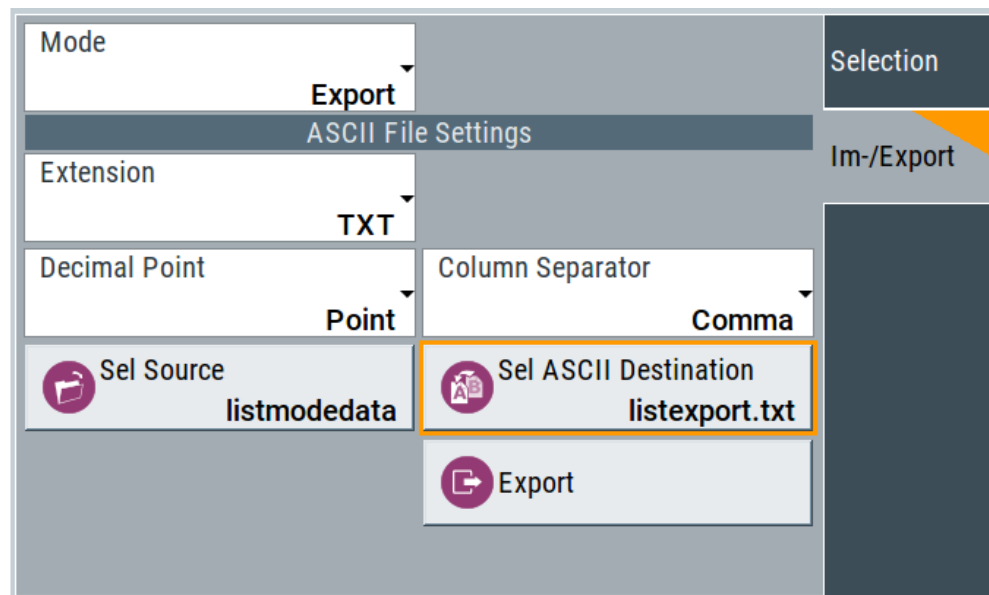 Mode
Export
Selection
ASCII File Settings
Im-/Export
Extension
TXT
Decimal Point
Point
Column Separator
Comma
Sel Source
listmodedata
Sel ASCII Destination
listexport.txt
Export